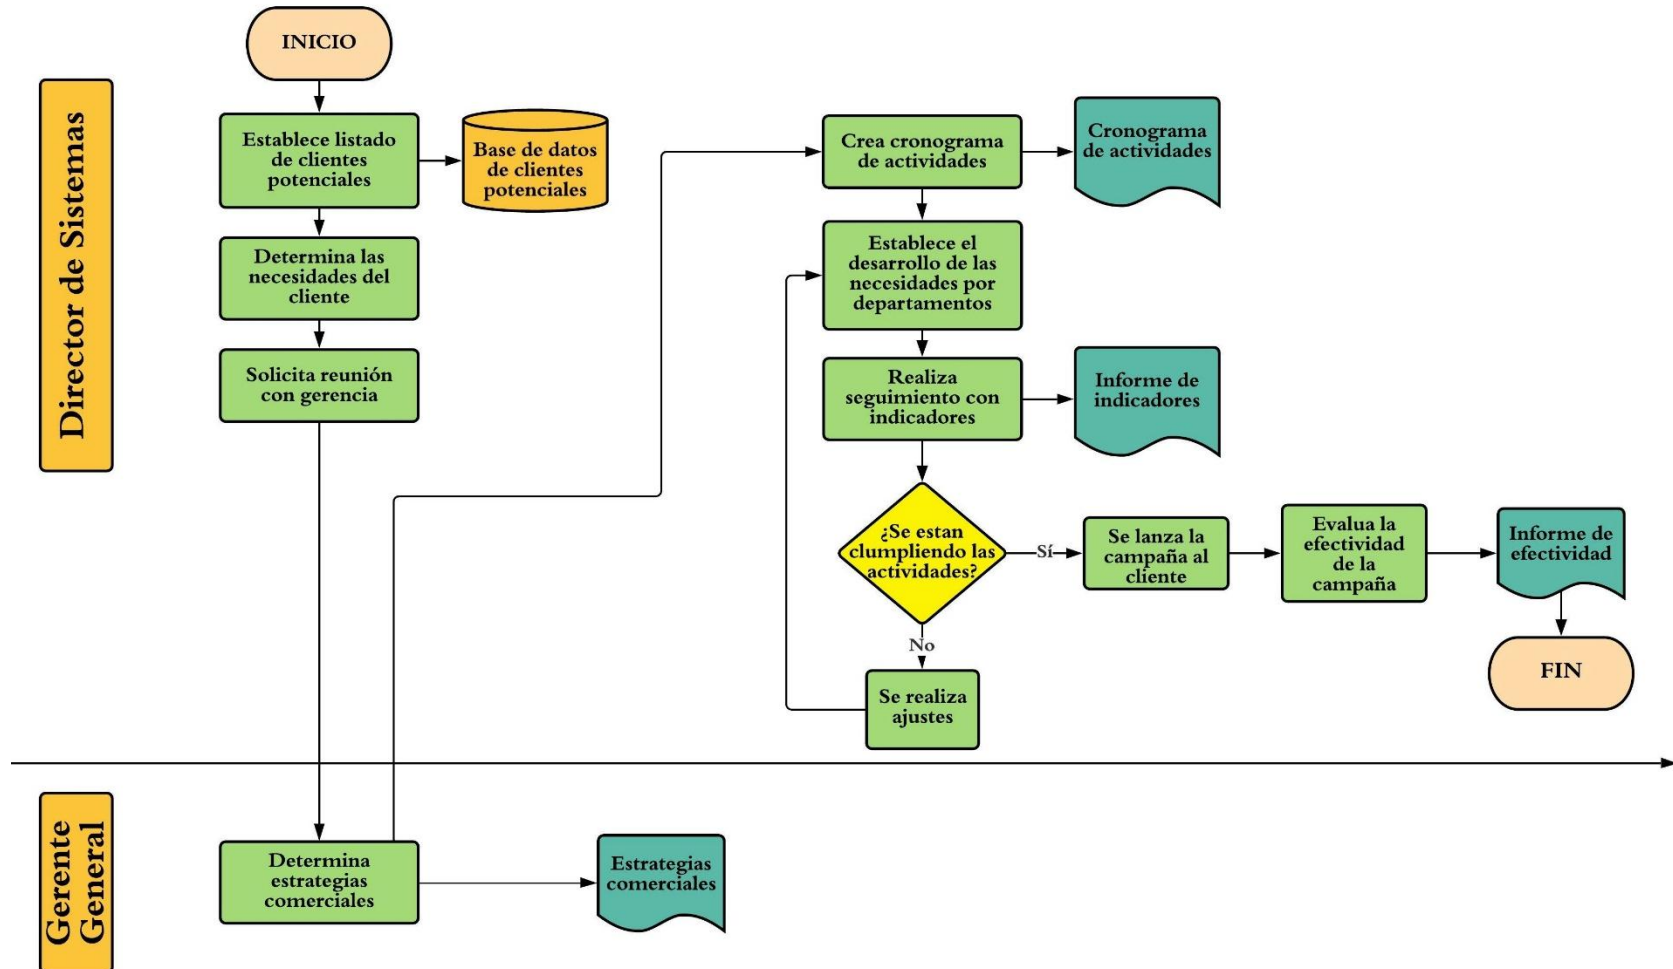 INICIO
Director de Sistemas
Establece listado
de clientes
potenciales
Base de datos
de clientes
potenciales
Determina las
necesidades del
cliente
Solicita reunión
con gerencia
Crea cronograma
de actividades
Cronograma
de actividades
Establece el
desarrollo de las
necesidades por
departamentos
Realiza
seguimiento con
indicadores
Informe de
indicadores
¿Se estan
clumpliendo las
actividades?
Sí
Se lanza la
campaña al
cliente
Evalua la
efectividad
de la
campaña
Informe de
efectividad
FIN
No
Se realiza
ajustes
Gerente
General
Determina
estrategias
comerciales
Estrategias
comerciales